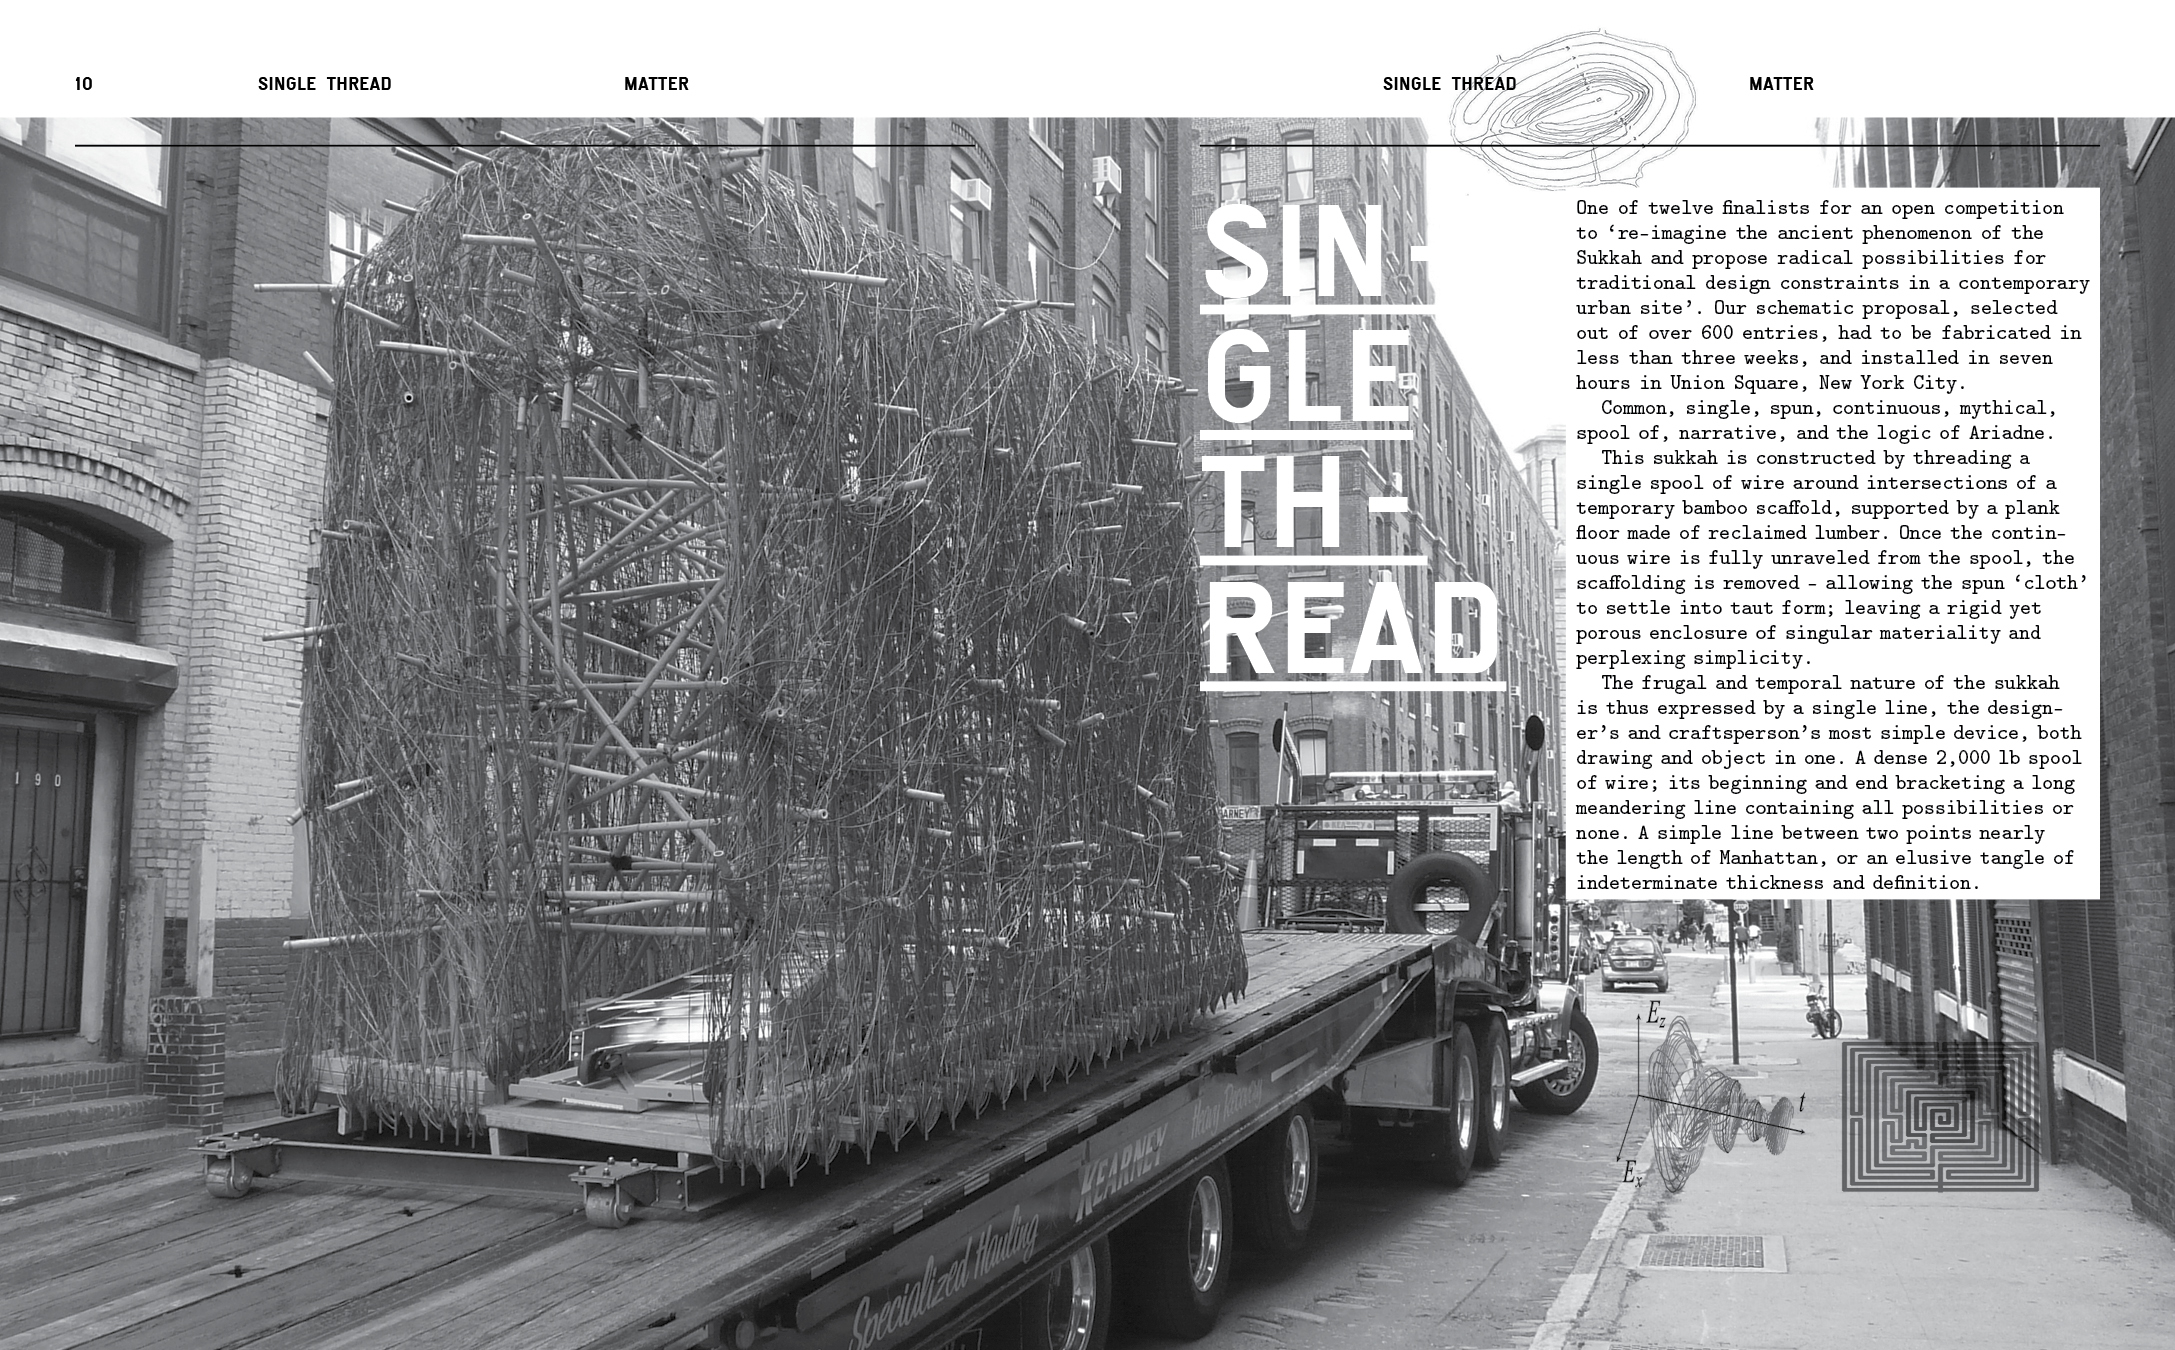 10 SINGLE THREAD MATTER
SINGLE THREAD MATTER
SIN-
GLE
TH-
READ
One of twelve finalists for an open competition
to ‘re-imagine the ancient phenomenon of the
Sukkah and propose radical possibilities for
traditional design constraints in a contemporary
urban site’. Our schematic proposal, selected
out of over 600 entries, had to be fabricated in
less than three weeks, and installed in seven
hours in Union Square, New York City.
Common, single, spun, continuous, mythical,
spool of, narrative, and the logic of Ariadne.
This sukkah is constructed by threading a
single spool of wire around intersections of a
temporary bamboo scaffold, supported by a plank
floor made of reclaimed lumber. Once the contin-
uous wire is fully unraveled from the spool, the
scaffolding is removed - allowing the spun ‘cloth’
to settle into taut form; leaving a rigid yet
porous enclosure of singular materiality and
perplexing simplicity.
The frugal and temporal nature of the sukkah
is thus expressed by a single line, the design-
er’s and craftsperson’s most simple device, both
drawing and object in one. A dense 2,000 lb spool
of wire; its beginning and end bracketing a long
meandering line containing all possibilities or
none. A simple line between two points nearly
the length of Manhattan, or an elusive tangle of
indeterminate thickness and definition.
190
ARNEY
KEARNEY
STOP
Ez
t
Ex
KEARNEY Heavy
Specialized Hauling